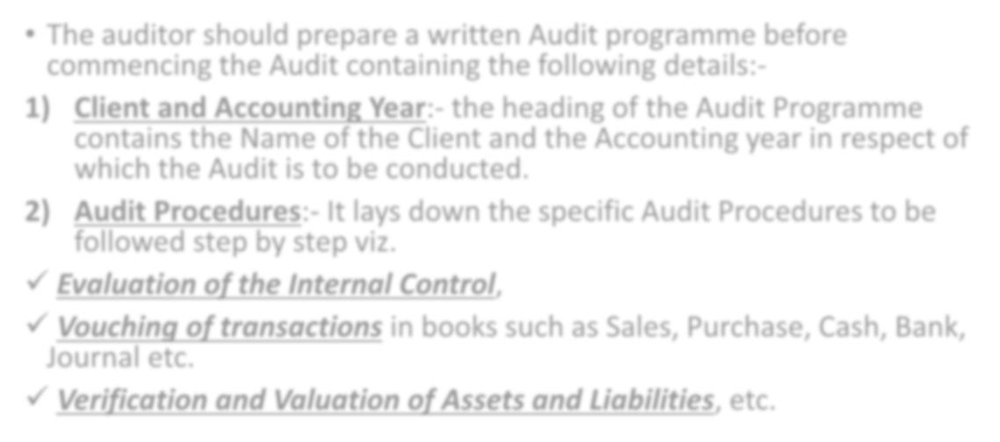 • The auditor should prepare a written Audit programme before
commencing the Audit containing the following details:-
1) Client and Accounting Year:- the heading of the Audit Programme
contains the Name of the Client and the Accounting year in respect of
which the Audit is to be conducted.
2) Audit Procedures:- It lays down the specific Audit Procedures to be
followed step by step viz.
✓ Evaluation of the Internal Control,
✓ Vouching of transactions in books such as Sales, Purchase, Cash, Bank,
Journal etc.
✓ Verification and Valuation of Assets and Liabilities, etc.